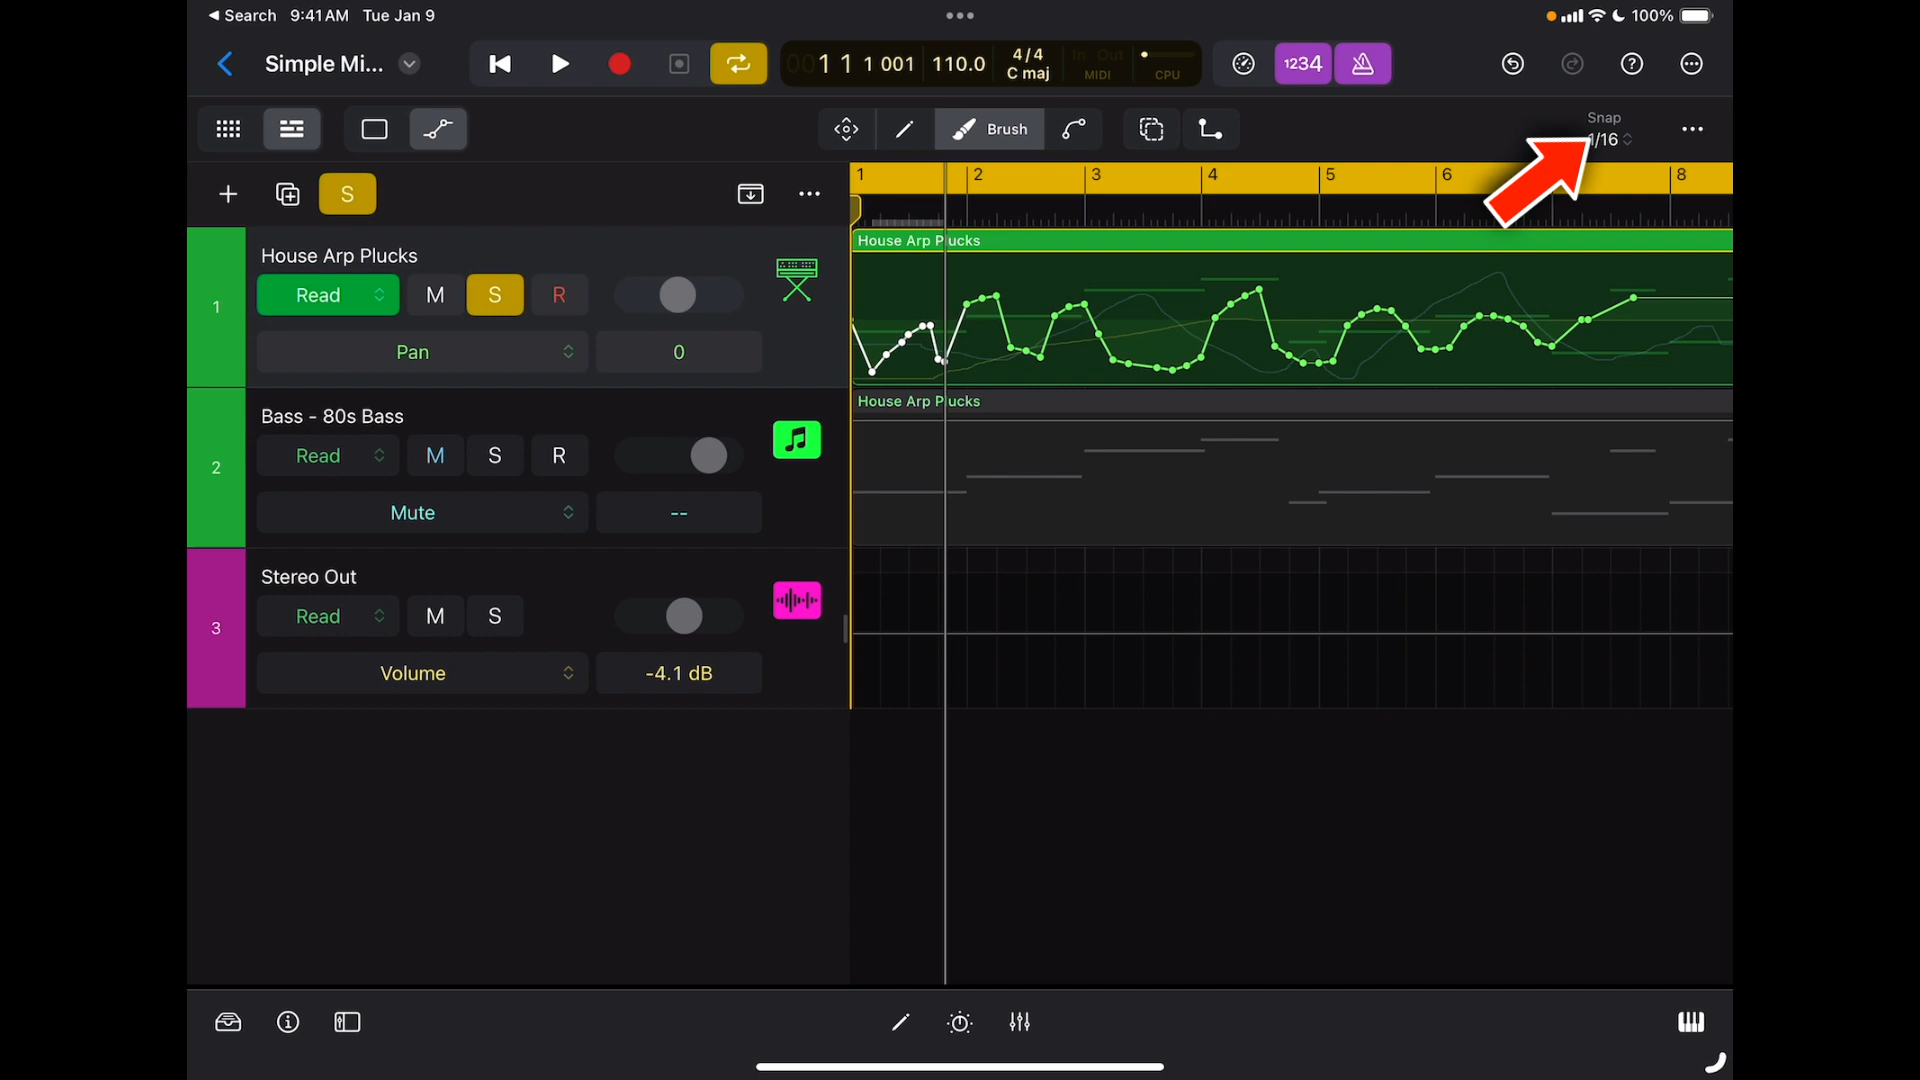 Search 9:41 AM Tue Jan 9
100%
Simple Mi...
001 1 1 001 110.0 4/4 C maj In Out MIDI CPU
1234
Brush
Snap
1/16
S
1 2 3 4 5 6 8
House Arp Plucks
House Arp Plucks
1
Read M S R
Pan 0
House Arp Plucks
Bass - 80s Bass
2
Read M S R
Mute --
Stereo Out
3
Read M S
Volume -4.1 dB